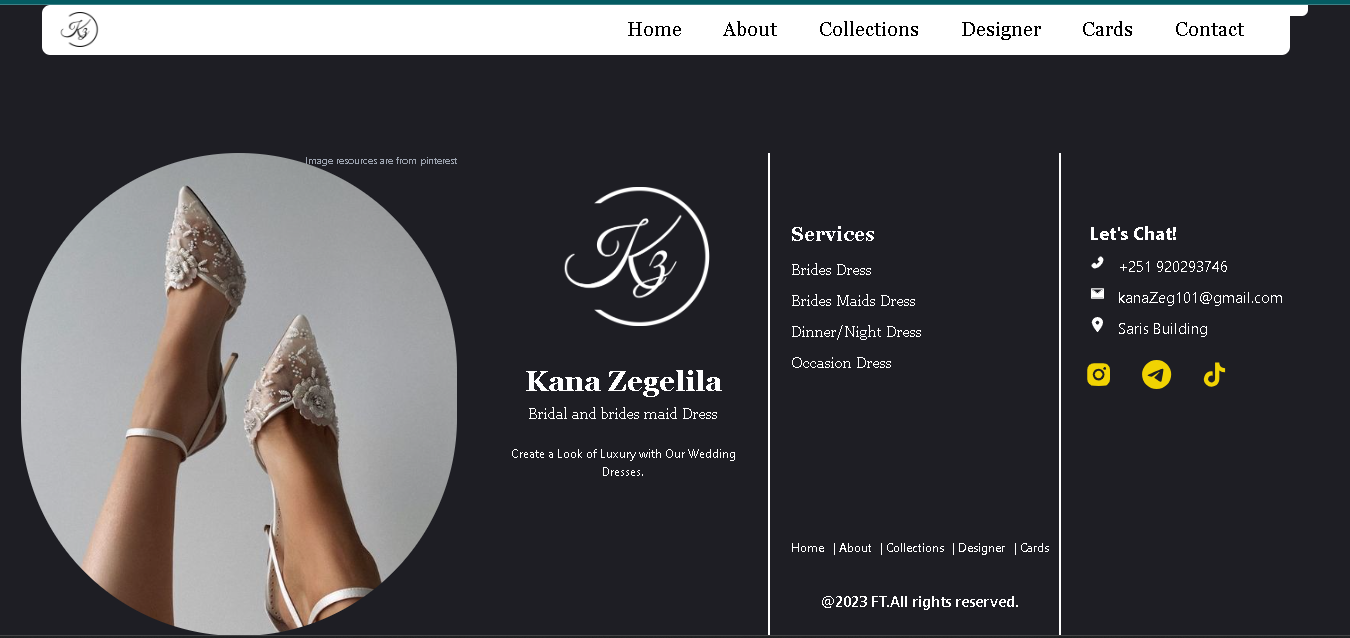 Kz
Home About Collections Designer Cards Contact
Image resources are from pinterest
Kz
Kana Zegelila
Bridal and brides maid Dress
Create a Look of Luxury with Our Wedding
Dresses.
Services
Brides Dress
Brides Maids Dress
Dinner/Night Dress
Occasion Dress
Home | About | Collections | Designer | Cards
@2023 FT.All rights reserved.
Let's Chat!
+251 920293746
kanaZeg101@gmail.com
Saris Building